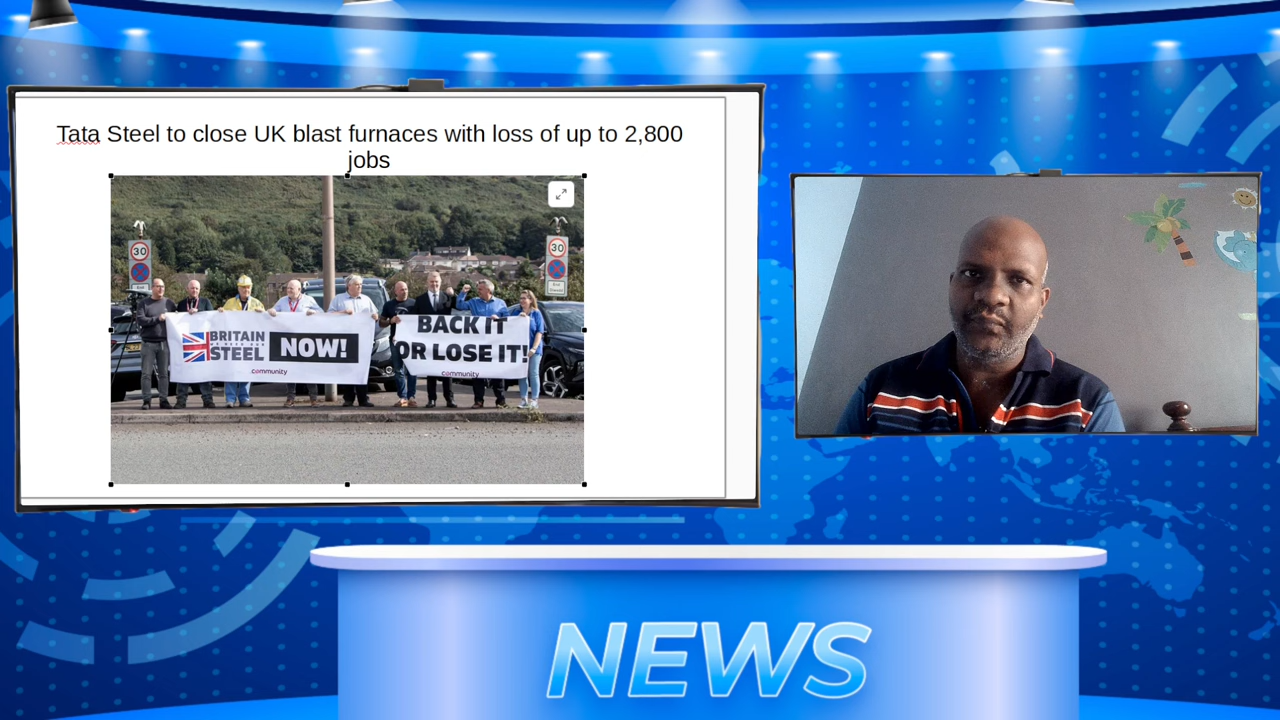 Tata Steel to close UK blast furnaces with loss of up to 2,800
jobs
30
30
BRITAIN
STEEL
NOW!
community
BACK IT
OR LOSE IT!
community
NEWS